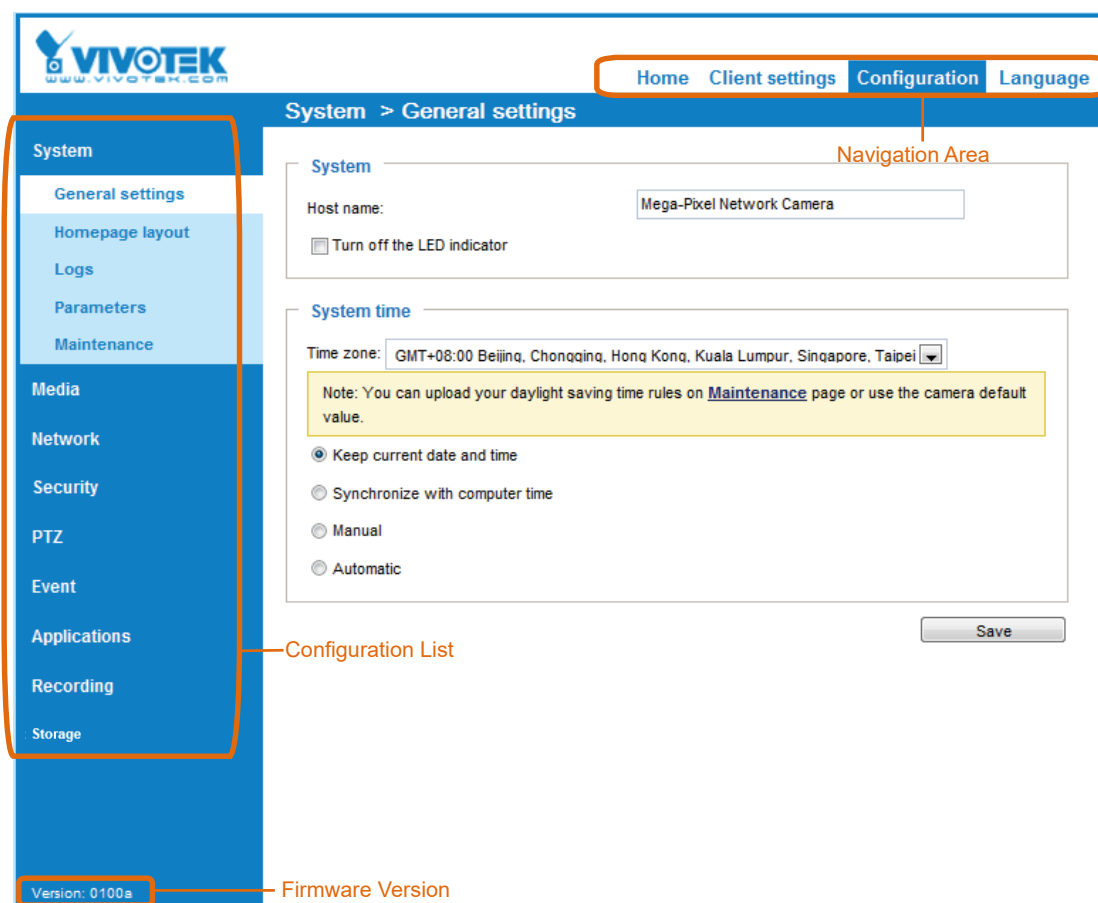 VIVOTEK
WWW.VIVOTEK.COM
Home Client settings Configuration Language
System > General settings
Navigation Area
System
General settings
Homepage layout
Logs
Parameters
Maintenance
Media
Network
Security
PTZ
Event
Applications
Recording
Storage
Version: 0100a
System
Host name: Mega-Pixel Network Camera
Turn off the LED indicator
System time
Time zone: GMT+08:00 Beijing, Chongqing, Hong Kong, Kuala Lumpur, Singapore, Taipei
Note: You can upload your daylight saving time rules on Maintenance page or use the camera default
value.
Keep current date and time
Synchronize with computer time
Manual
Automatic
Save
Configuration List
Firmware Version